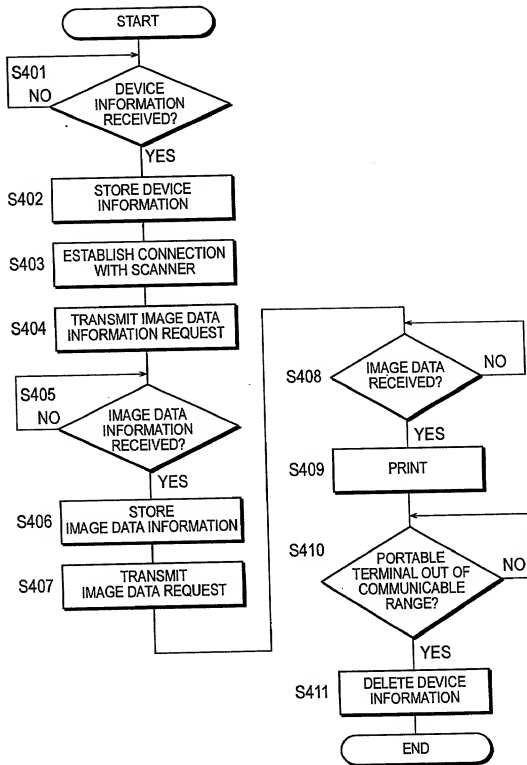 START
S401
NO
DEVICE
INFORMATION
RECEIVED?
YES
S402
STORE DEVICE
INFORMATION
S403
ESTABLISH CONNECTION
WITH SCANNER
S404
TRANSMIT IMAGE DATA
INFORMATION REQUEST
S405
NO
IMAGE DATA
INFORMATION
RECEIVED?
YES
S406
STORE
IMAGE DATA INFORMATION
S407
TRANSMIT
IMAGE DATA REQUEST
S408
IMAGE DATA
RECEIVED?
NO
YES
S409
PRINT
S410
PORTABLE
TERMINAL OUT OF
COMMUNICABLE
RANGE?
NO
YES
S411
DELETE DEVICE
INFORMATION
END